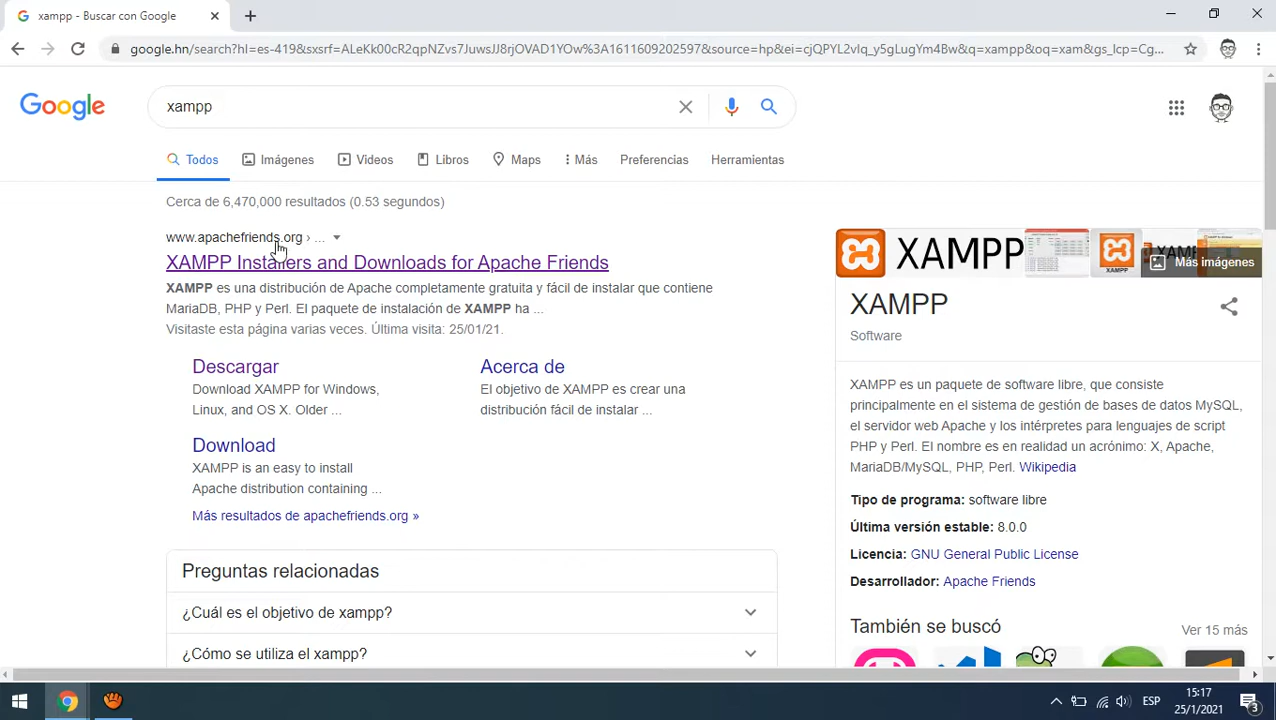 xampp - Buscar con Google
google.hn/search?hl=es-419&sxsrf=ALeKk00cR2qpNZvs7JuwsJJ8rjOVAD1YOw%3A1611609202597&source=hp&ei=cjQPYL2vIq_y5gLugYm4Bw&q=xampp&oq=xam&gs_lcp=Cg...
Google
xampp
Todos
Imágenes
Videos
Libros
Maps
Más
Preferencias
Herramientas
Cerca de 6,470,000 resultados (0.53 segundos)
www.apachefriends.org › ...
XAMPP Installers and Downloads for Apache Friends
XAMPP es una distribución de Apache completamente gratuita y fácil de instalar que contiene
MariaDB, PHP y Perl. El paquete de instalación de XAMPP ha ...
Visitaste esta página varias veces. Última visita: 25/01/21.
Descargar
Download XAMPP for Windows,
Linux, and OS X. Older ...
Acerca de
El objetivo de XAMPP es crear una
distribución fácil de instalar ...
Download
XAMPP is an easy to install
Apache distribution containing ...
Más resultados de apachefriends.org »
Preguntas relacionadas
¿Cuál es el objetivo de xampp?
¿Cómo se utiliza el xampp?
XAMPP
XAMPP
Más imágenes
XAMPP
Software
XAMPP es un paquete de software libre, que consiste
principalmente en el sistema de gestión de bases de datos MySQL,
el servidor web Apache y los intérpretes para lenguajes de script
PHP y Perl. El nombre es en realidad un acrónimo: X, Apache,
MariaDB/MySQL, PHP, Perl. Wikipedia
Tipo de programa: software libre
Última versión estable: 8.0.0
Licencia: GNU General Public License
Desarrollador: Apache Friends
También se buscó
Ver 15 más
ESP
15:17
25/1/2021
3